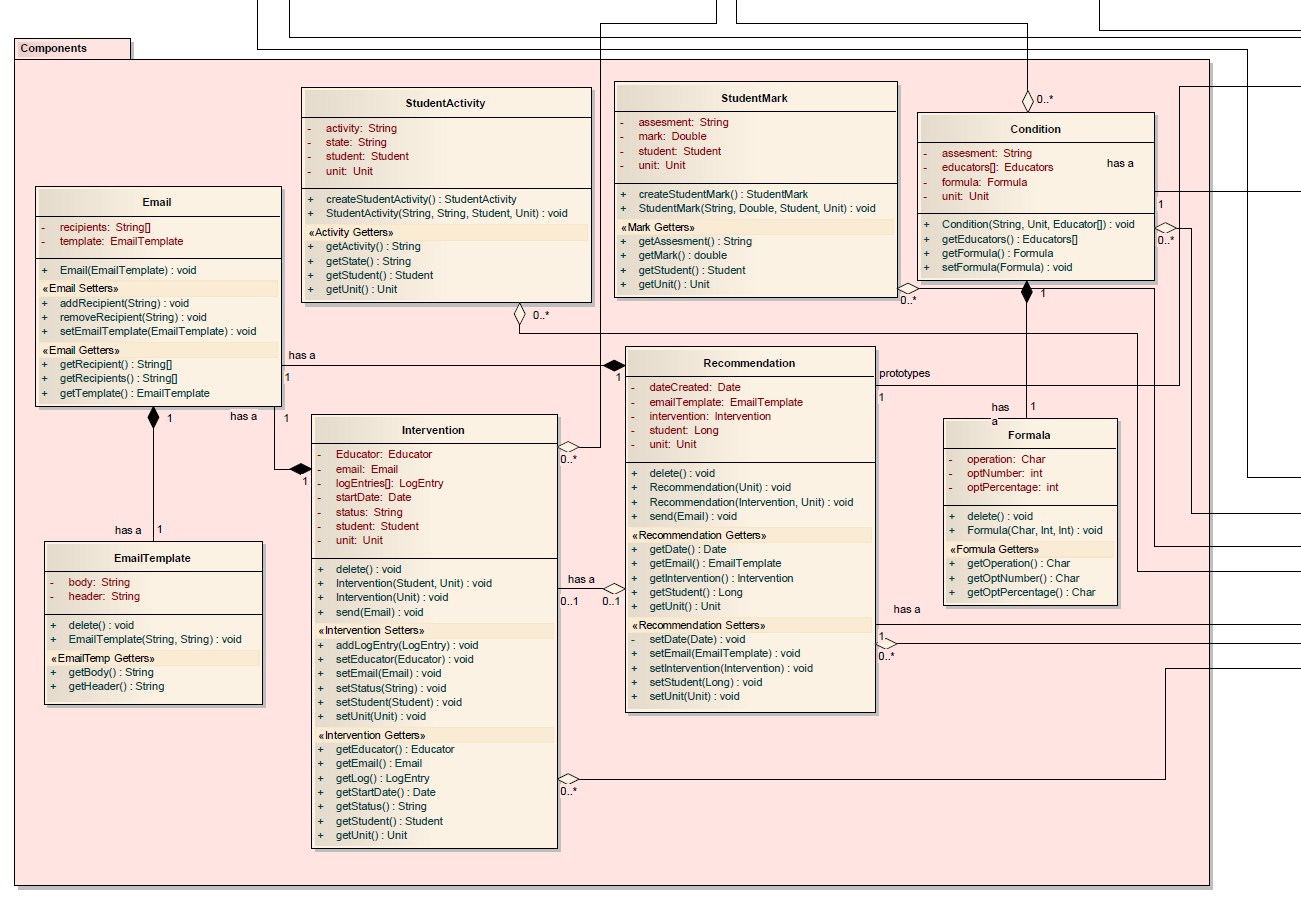 Components
StudentActivity
- activity: String
- state: String
- student: Student
- unit: Unit
+ createStudentActivity() : StudentActivity
+ StudentActivity(String, String, Student, Unit) : void
«Activity Getters»
+ getActivity() : String
+ getState() : String
+ getStudent() : Student
+ getUnit() : Unit
0..*
StudentMark
- assesment: String
- mark: Double
- student: Student
- unit: Unit
+ createStudentMark() : StudentMark
+ StudentMark(String, Double, Student, Unit) : void
«Mark Getters»
+ getAssesment() : String
+ getMark() : double
+ getStudent() : Student
+ getUnit() : Unit
0..*
0..*
Condition
- assesment: String
- educators[]: Educators
- formula: Formula
- unit: Unit
+ Condition(String, Unit, Educator[]) : void
+ getEducators() : Educators[]
+ getFormula() : Formula
+ setFormula(Formula) : void
has a
1
0..*
1
has
a
1
Email
- recipients: String[]
- template: EmailTemplate
+ Email(EmailTemplate) : void
«Email Setters»
+ addRecipient(String) : void
+ removeRecipient(String) : void
+ setEmailTemplate(EmailTemplate) : void
«Email Getters»
+ getRecipient() : String[]
+ getRecipients() : String[]
+ getTemplate() : EmailTemplate
has a
1
1
1
has a
1
1
has a
1
EmailTemplate
- body: String
- header: String
+ delete() : void
+ EmailTemplate(String, String) : void
«EmailTemp Getters»
+ getBody() : String
+ getHeader() : String
Intervention
- Educator: Educator
- email: Email
- logEntries[]: LogEntry
- startDate: Date
- status: String
- student: Student
- unit: Unit
+ delete() : void
+ Intervention(Student, Unit) : void
+ Intervention(Unit) : void
+ send(Email) : void
«Intervention Setters»
+ addLogEntry(LogEntry) : void
+ setEducator(Educator) : void
+ setEmail(Email) : void
+ setStatus(String) : void
+ setStudent(Student) : void
+ setUnit(Unit) : void
«Intervention Getters»
+ getEducator() : Educator
+ getEmail() : Email
+ getLog() : LogEntry
+ getStartDate() : Date
+ getStatus() : String
+ getStudent() : Student
+ getUnit() : Unit
0..*
has a
0..1
0..1
0..*
Recommendation
- dateCreated: Date
- emailTemplate: EmailTemplate
- intervention: Intervention
- student: Long
- unit: Unit
+ delete() : void
+ Recommendation(Unit) : void
+ Recommendation(Intervention, Unit) : void
+ send(Email) : void
«Recommendation Getters»
+ getDate() : Date
+ getEmail() : EmailTemplate
+ getIntervention() : Intervention
+ getStudent() : Long
+ getUnit() : Unit
«Recommendation Setters»
- setDate(Date) : void
+ setEmail(EmailTemplate) : void
+ setIntervention(Intervention) : void
+ setStudent(Long) : void
+ setUnit(Unit) : void
prototypes
1
has a
1
0..*
Formala
- operation: Char
- optNumber: int
- optPercentage: int
+ delete() : void
+ Formula(Char, Int, Int) : void
«Formula Getters»
+ getOperation() : Char
+ getOptNumber() : Char
+ getOptPercentage() : Char